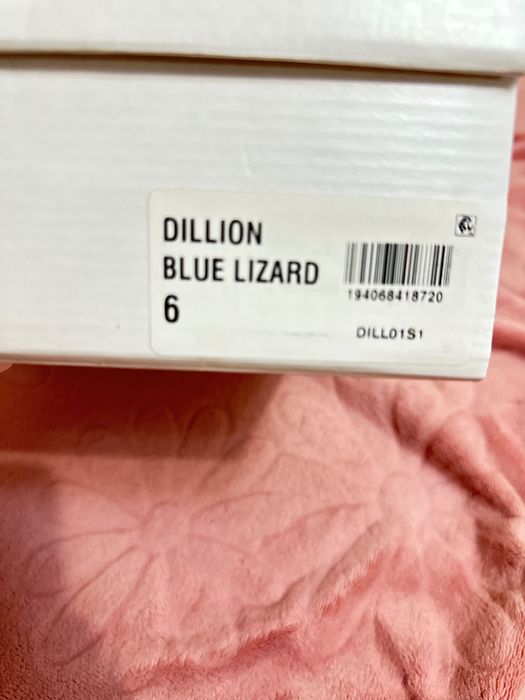 DILLION
BLUE LIZARD
6
194068418720
DILL01S1